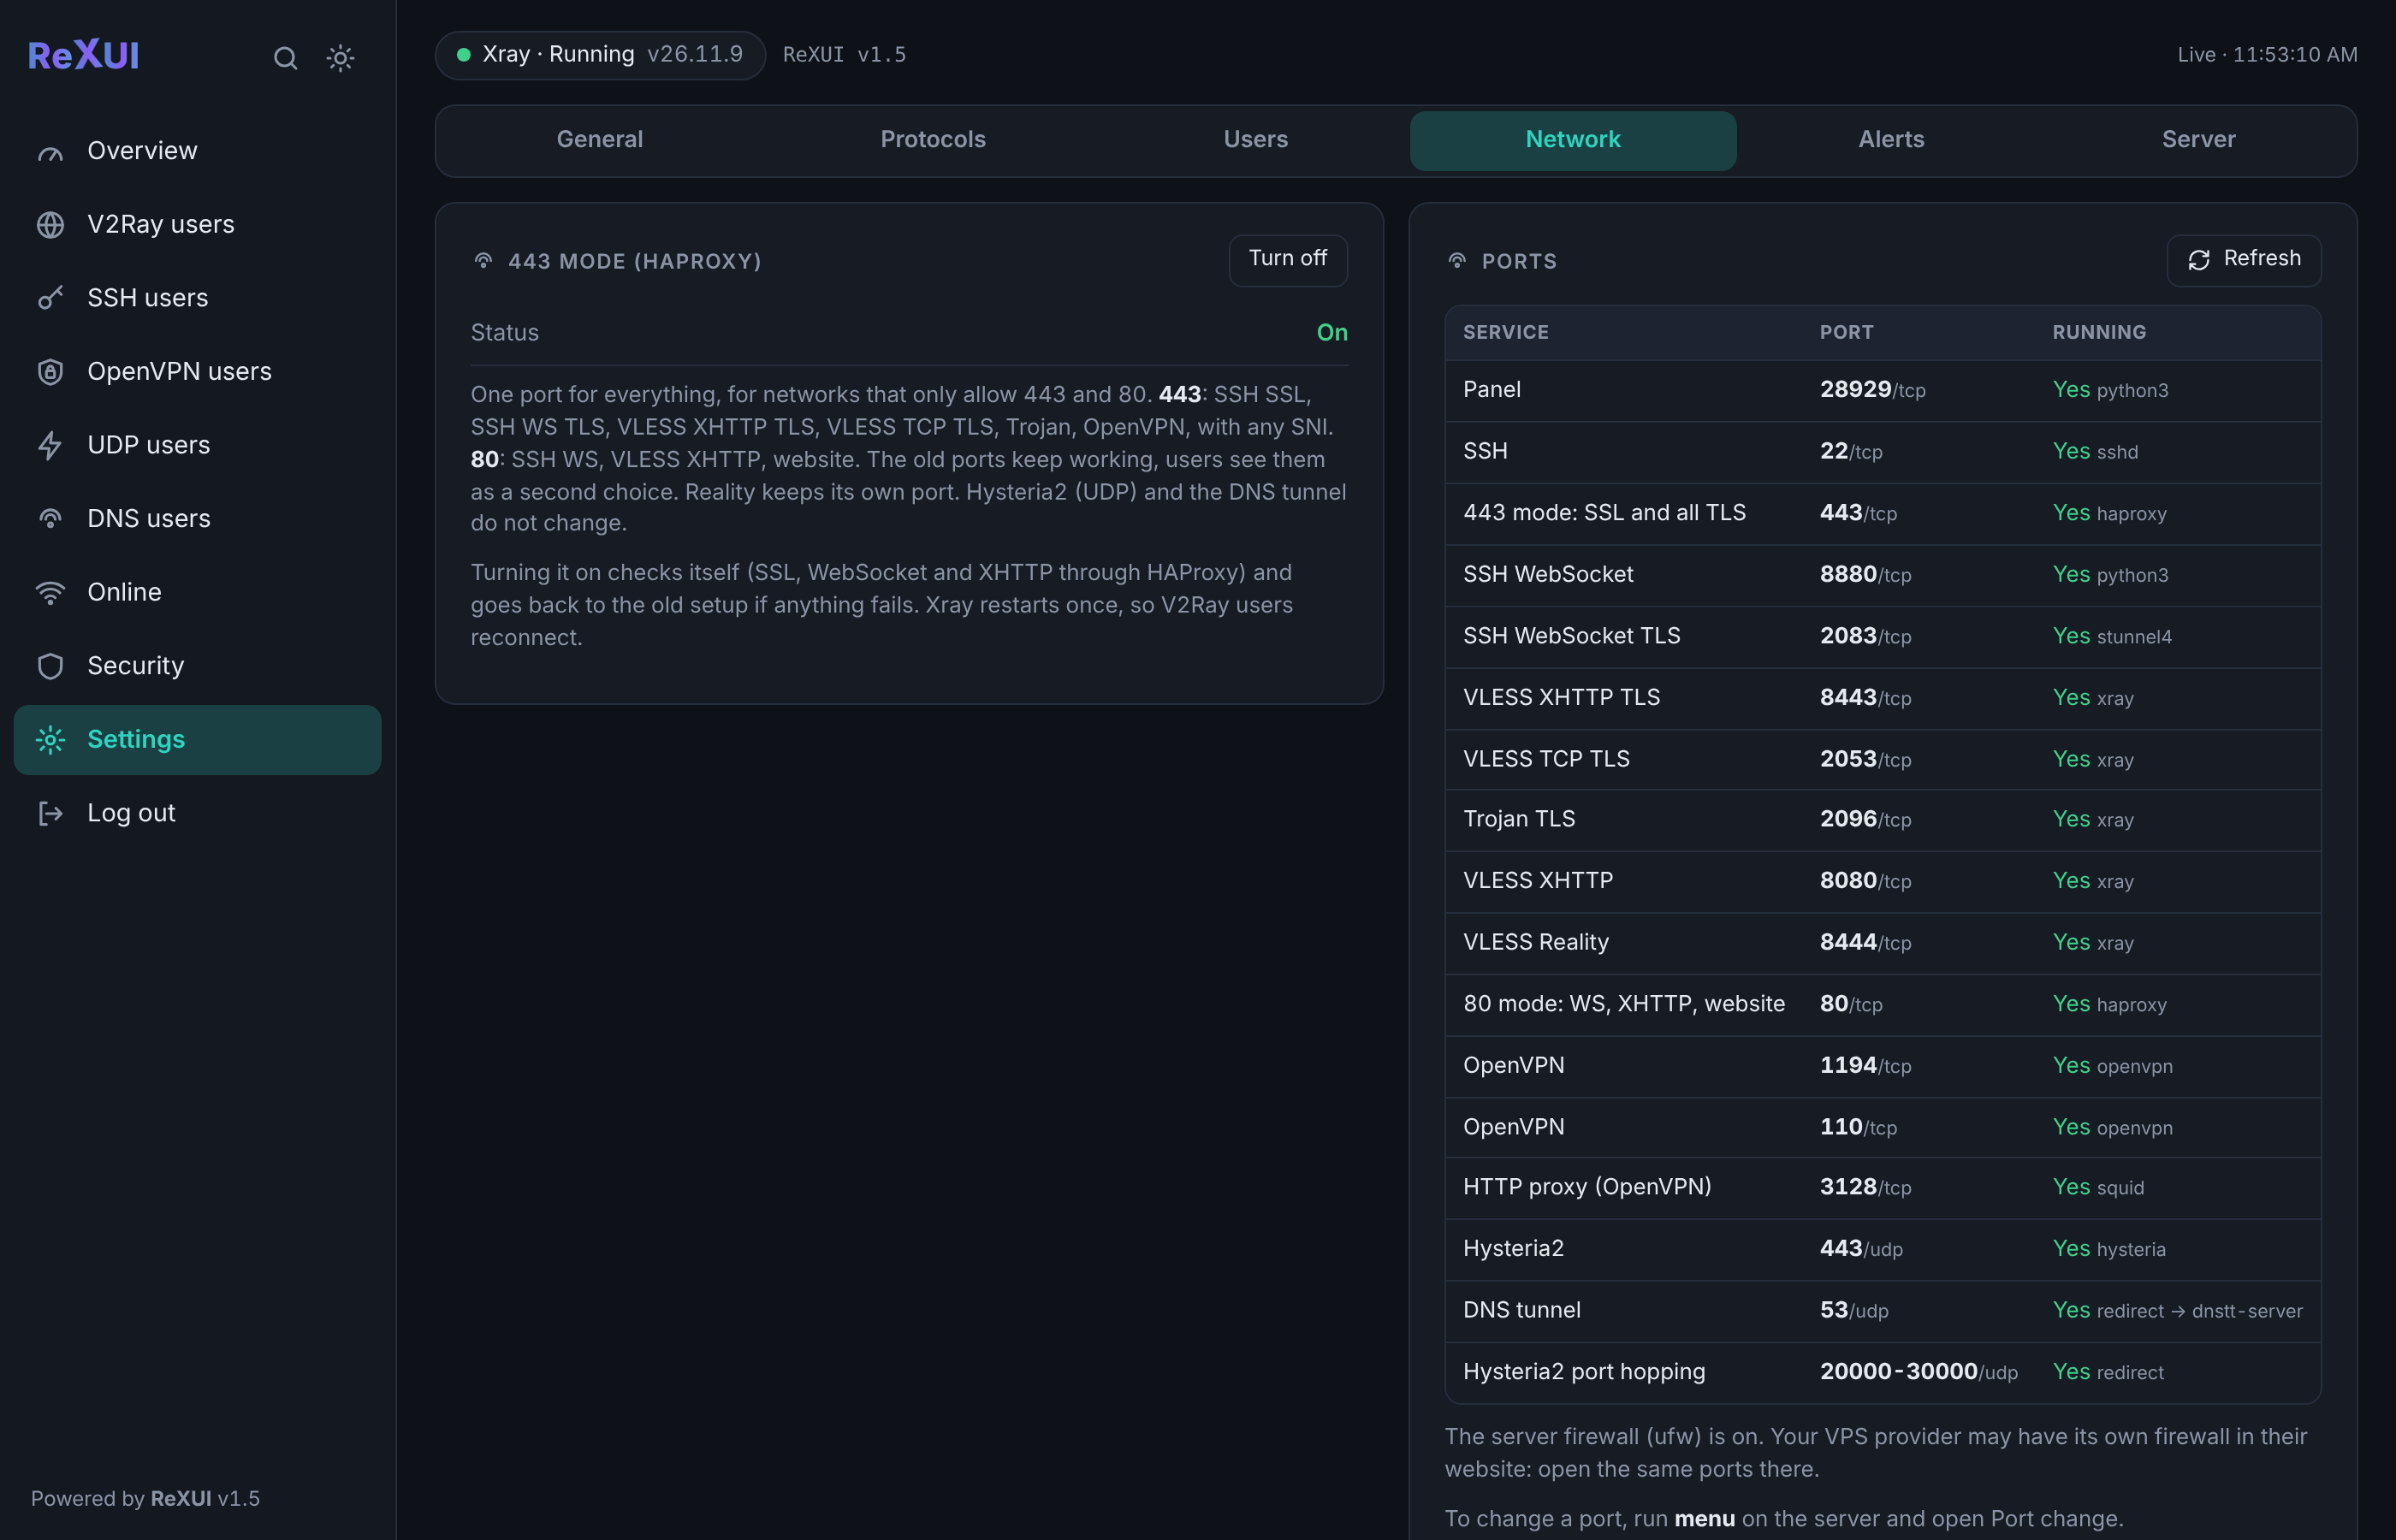 ReXUI
Overview
V2Ray users
SSH users
OpenVPN users
UDP users
DNS users
Online
Security
Settings
Log out
Powered by ReXUI v1.5
Xray · Running v26.11.9
ReXUI v1.5
Live · 11:53:10 AM
General
Protocols
Users
Network
Alerts
Server
443 MODE (HAPROXY)
Turn off
Status
On
One port for everything, for networks that only allow 443 and 80. 443: SSH SSL,
SSH WS TLS, VLESS XHTTP TLS, VLESS TCP TLS, Trojan, OpenVPN, with any SNI.
80: SSH WS, VLESS XHTTP, website. The old ports keep working, users see them
as a second choice. Reality keeps its own port. Hysteria2 (UDP) and the DNS tunnel
do not change.
Turning it on checks itself (SSL, WebSocket and XHTTP through HAProxy) and
goes back to the old setup if anything fails. Xray restarts once, so V2Ray users
reconnect.
PORTS
Refresh
SERVICE PORT RUNNING
Panel 28929/tcp Yes python3
SSH 22/tcp Yes sshd
443 mode: SSL and all TLS 443/tcp Yes haproxy
SSH WebSocket 8880/tcp Yes python3
SSH WebSocket TLS 2083/tcp Yes stunnel4
VLESS XHTTP TLS 8443/tcp Yes xray
VLESS TCP TLS 2053/tcp Yes xray
Trojan TLS 2096/tcp Yes xray
VLESS XHTTP 8080/tcp Yes xray
VLESS Reality 8444/tcp Yes xray
80 mode: WS, XHTTP, website 80/tcp Yes haproxy
OpenVPN 1194/tcp Yes openvpn
OpenVPN 110/tcp Yes openvpn
HTTP proxy (OpenVPN) 3128/tcp Yes squid
Hysteria2 443/udp Yes hysteria
DNS tunnel 53/udp Yes redirect → dnstt-server
Hysteria2 port hopping 20000-30000/udp Yes redirect
The server firewall (ufw) is on. Your VPS provider may have its own firewall in their
website: open the same ports there.
To change a port, run menu on the server and open Port change.